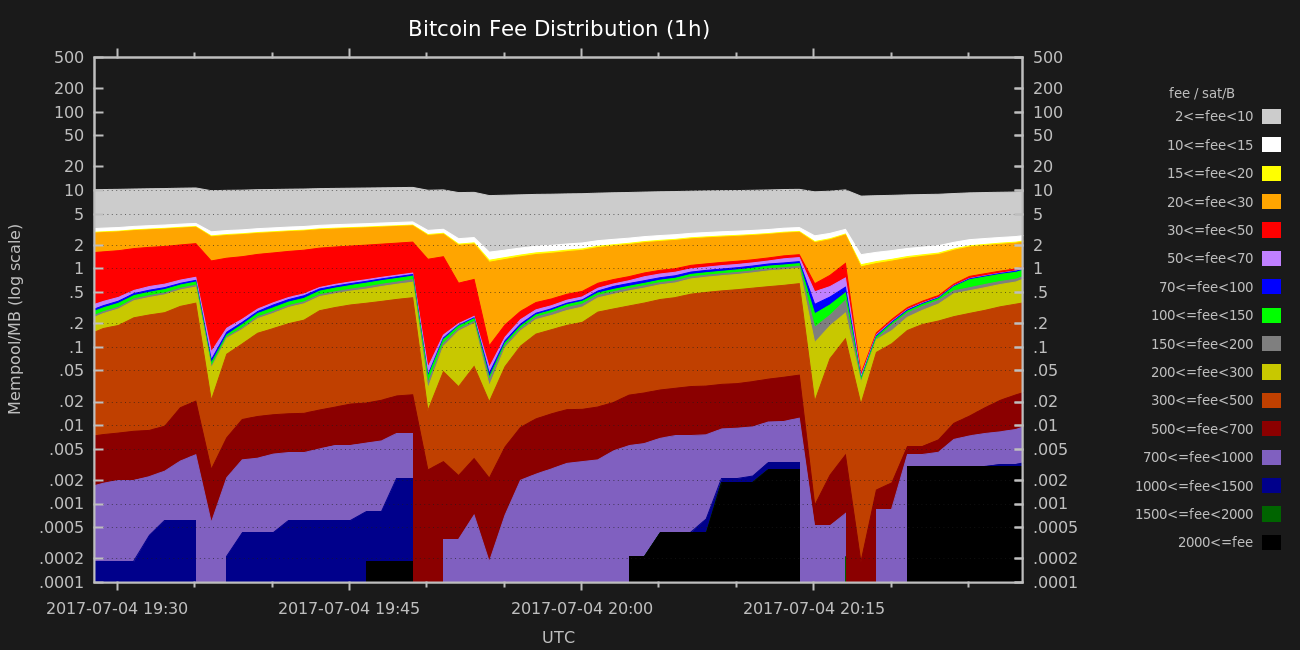 Bitcoin Fee Distribution (1h)
500 500
200 200
100 100
50 50
20 20
10 10
5 5
2 2
1 1
.5 .5
.2 .2
.1 .1
.05 .05
.02 .02
.01 .01
.005 .005
.002 .002
.001 .001
.0005 .0005
.0002 .0002
.0001 .0001
Mempool/MB (log scale)
2017-07-04 19:30 2017-07-04 19:45 2017-07-04 20:00 2017-07-04 20:15
UTC
fee / sat/B
2<=fee<10
10<=fee<15
15<=fee<20
20<=fee<30
30<=fee<50
50<=fee<70
70<=fee<100
100<=fee<150
150<=fee<200
200<=fee<300
300<=fee<500
500<=fee<700
700<=fee<1000
1000<=fee<1500
1500<=fee<2000
2000<=fee